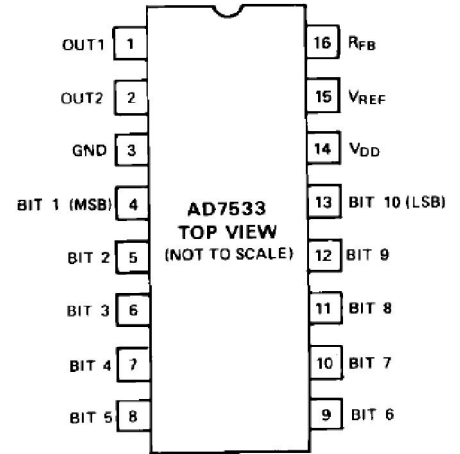 OUT1 1 16 RFB
OUT2 2 15 VREF
GND 3 14 VDD
BIT 1 (MSB) 4 13 BIT 10 (LSB)
AD7533
TOP VIEW
(NOT TO SCALE)
BIT 2 5 12 BIT 9
BIT 3 6 11 BIT 8
BIT 4 7 10 BIT 7
BIT 5 8 9 BIT 6